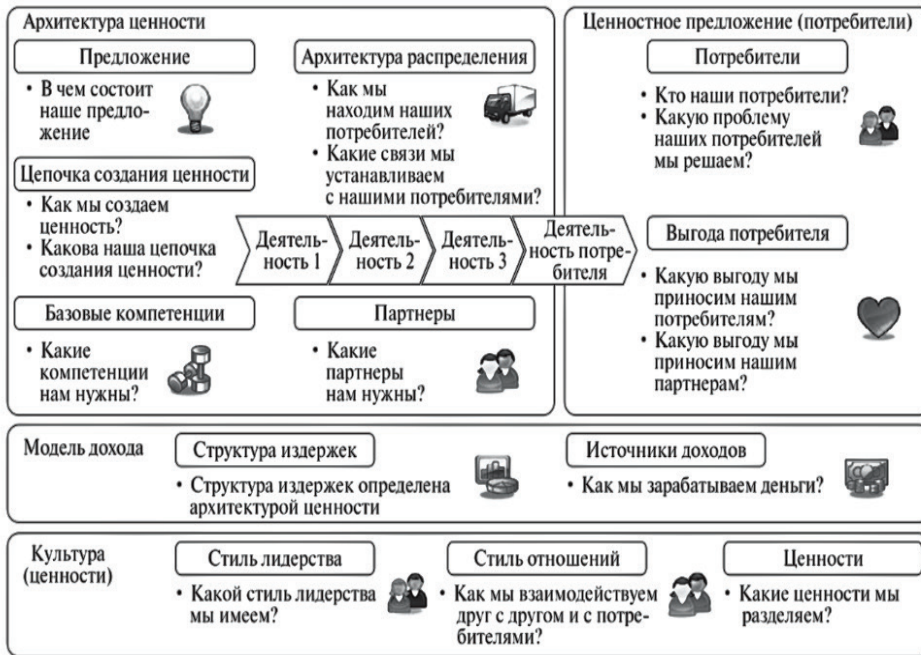 Архитектура ценности
Предложение
• В чем состоит
наше предло-
жение
Архитектура распределения
• Как мы
находим наших
потребителей?
• Какие связи мы
устанавливаем
с нашими потребителями?
Цепочка создания ценности
• Как мы создаем
ценность?
• Какова наша цепочка
создания ценности?
Деятель-
ность 1
Деятель-
ность 2
Деятель-
ность 3
Деятель-
ность потре-
бителя
Базовые компетенции
• Какие
компетенции
нам нужны?
Партнеры
• Какие
партнеры
нам нужны?
Ценностное предложение (потребители)
Потребители
• Кто наши потребители?
• Какую проблему
наших потребителей
мы решаем?
Выгода потребителя
• Какую выгоду мы
приносим нашим
потребителям?
• Какую выгоду мы
приносим нашим
партнерам?
Модель дохода
Структура издержек
• Структура издержек определена
архитектурой ценности
Источники доходов
• Как мы зарабатываем деньги?
Культура
(ценности)
Стиль лидерства
• Какой стиль лидерства
мы имеем?
Стиль отношений
• Как мы взаимодействуем
друг с другом и с потре-
бителями?
Ценности
• Какие ценности мы
разделяем?